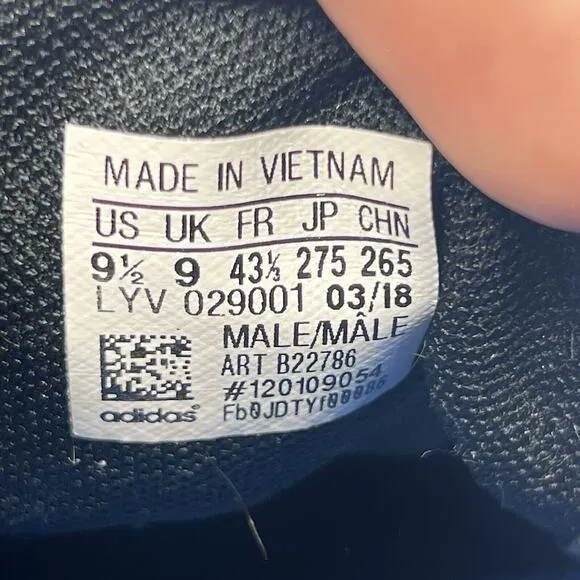 MADE IN VIETNAM
US UK FR JP CHN
9½ 9 43⅓ 275 265
LYV 029001 03/18
MALE/MÂLE
ART B22786
#120109054
adidas®